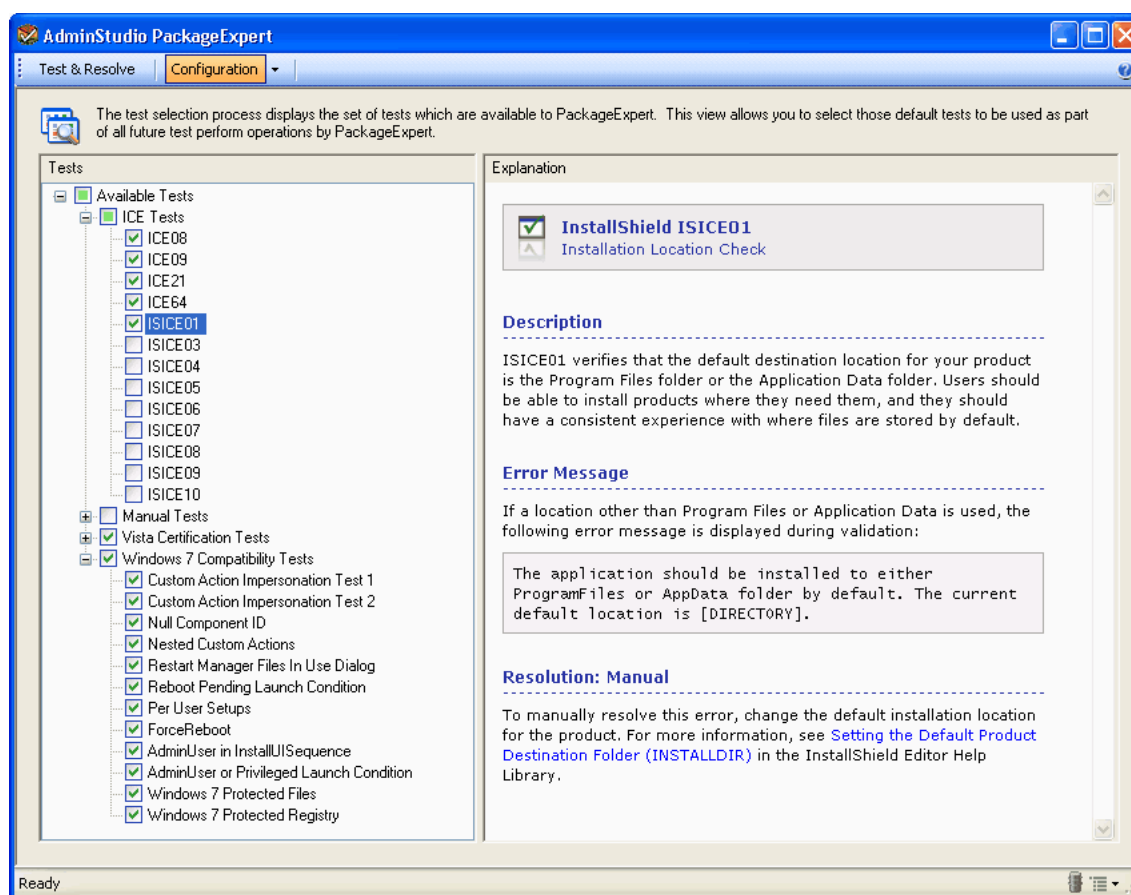 AdminStudio PackageExpert
Test & Resolve
Configuration
The test selection process displays the set of tests which are available to PackageExpert. This view allows you to select those default tests to be used as part
of all future test perform operations by PackageExpert.
Tests
Available Tests
ICE Tests
ICE08
ICE09
ICE21
ICE64
ISICE01
ISICE03
ISICE04
ISICE05
ISICE06
ISICE07
ISICE08
ISICE09
ISICE10
Manual Tests
Vista Certification Tests
Windows 7 Compatibility Tests
Custom Action Impersonation Test 1
Custom Action Impersonation Test 2
Null Component ID
Nested Custom Actions
Restart Manager Files In Use Dialog
Reboot Pending Launch Condition
Per User Setups
ForceReboot
AdminUser in InstallUISequence
AdminUser or Privileged Launch Condition
Windows 7 Protected Files
Windows 7 Protected Registry
Explanation
InstallShield ISICE01
Installation Location Check
Description
ISICE01 verifies that the default destination location for your product
is the Program Files folder or the Application Data folder. Users should
be able to install products where they need them, and they should
have a consistent experience with where files are stored by default.
Error Message
If a location other than Program Files or Application Data is used, the
following error message is displayed during validation:
The application should be installed to either
ProgramFiles or AppData folder by default. The current
default location is [DIRECTORY].
Resolution: Manual
To manually resolve this error, change the default installation location
for the product. For more information, see Setting the Default Product
Destination Folder (INSTALLDIR) in the InstallShield Editor Help
Library.
Ready